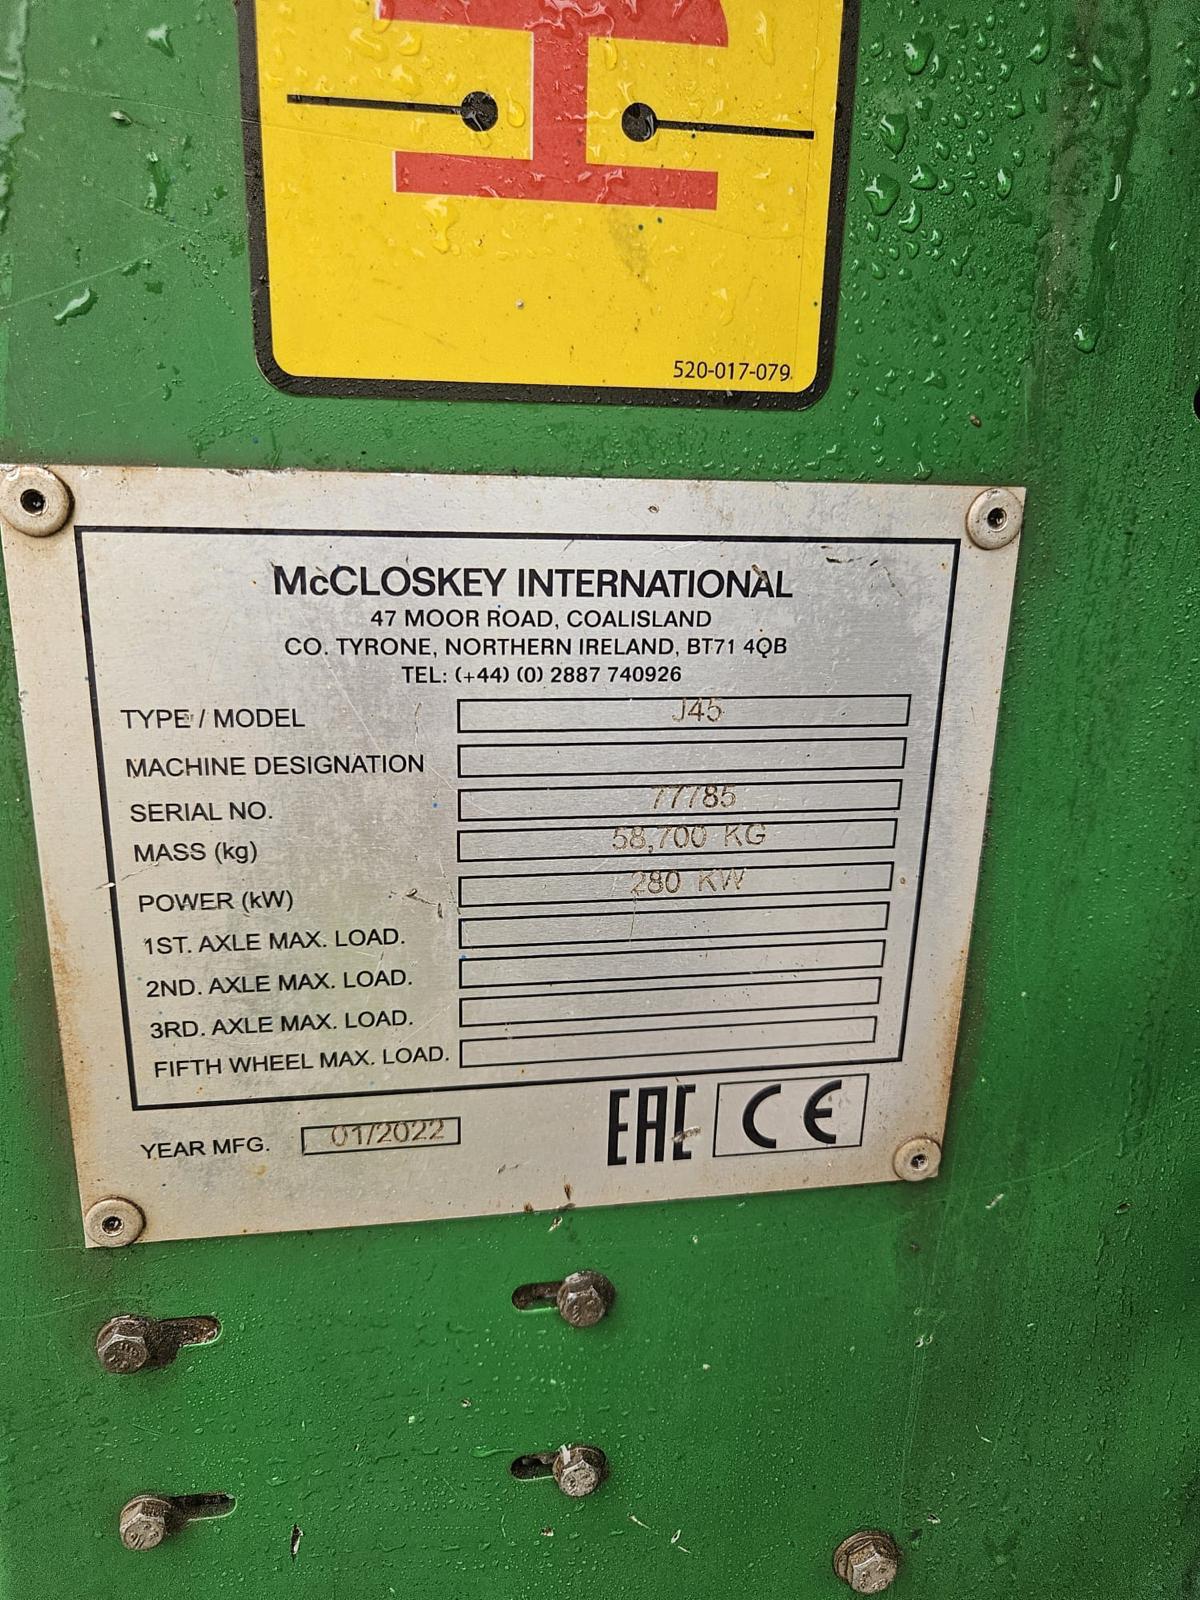 520-017-079
McCLOSKEY INTERNATIONAL
47 MOOR ROAD, COALISLAND
CO. TYRONE, NORTHERN IRELAND, BT71 4QB
TEL: (+44) (0) 2887 740926
TYPE / MODEL J45
MACHINE DESIGNATION
SERIAL NO. 77785
MASS (kg) 58,700 KG
POWER (kW) 280 KW
1ST. AXLE MAX. LOAD.
2ND. AXLE MAX. LOAD.
3RD. AXLE MAX. LOAD.
FIFTH WHEEL MAX. LOAD.
YEAR MFG. 01/2022
EAC CE